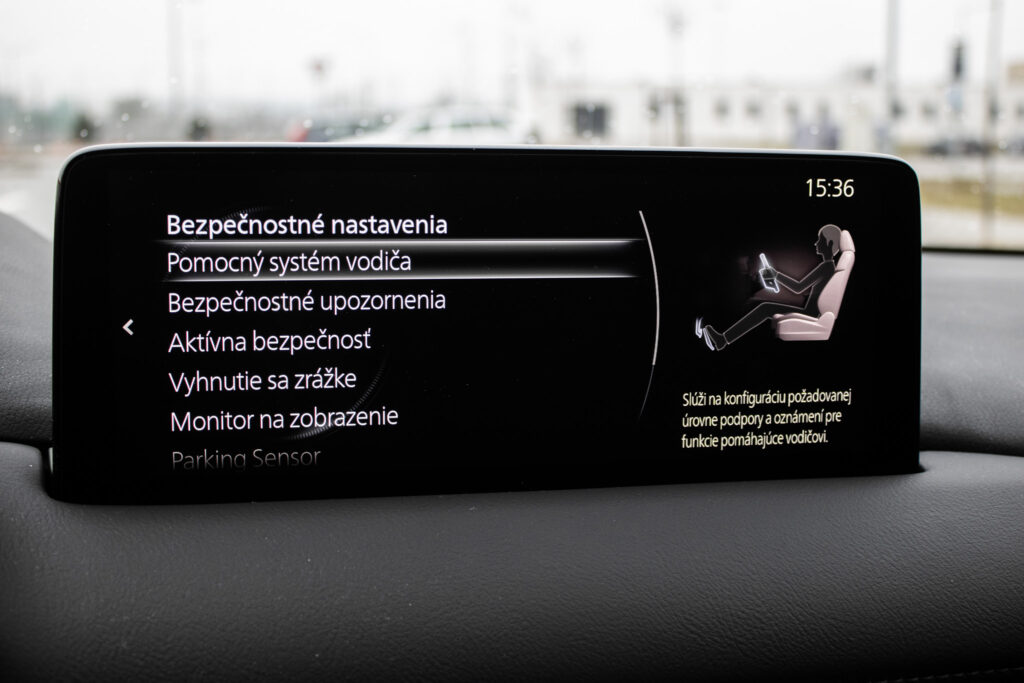 15:36
Bezpečnostné nastavenia
Pomocný systém vodiča
Bezpečnostné upozornenia
Aktívna bezpečnosť
Vyhnutie sa zrážke
Monitor na zobrazenie
Parking Sensor
Slúži na konfiguráciu požadovanej
úrovne podpory a oznámení pre
funkcie pomáhajúce vodičovi.